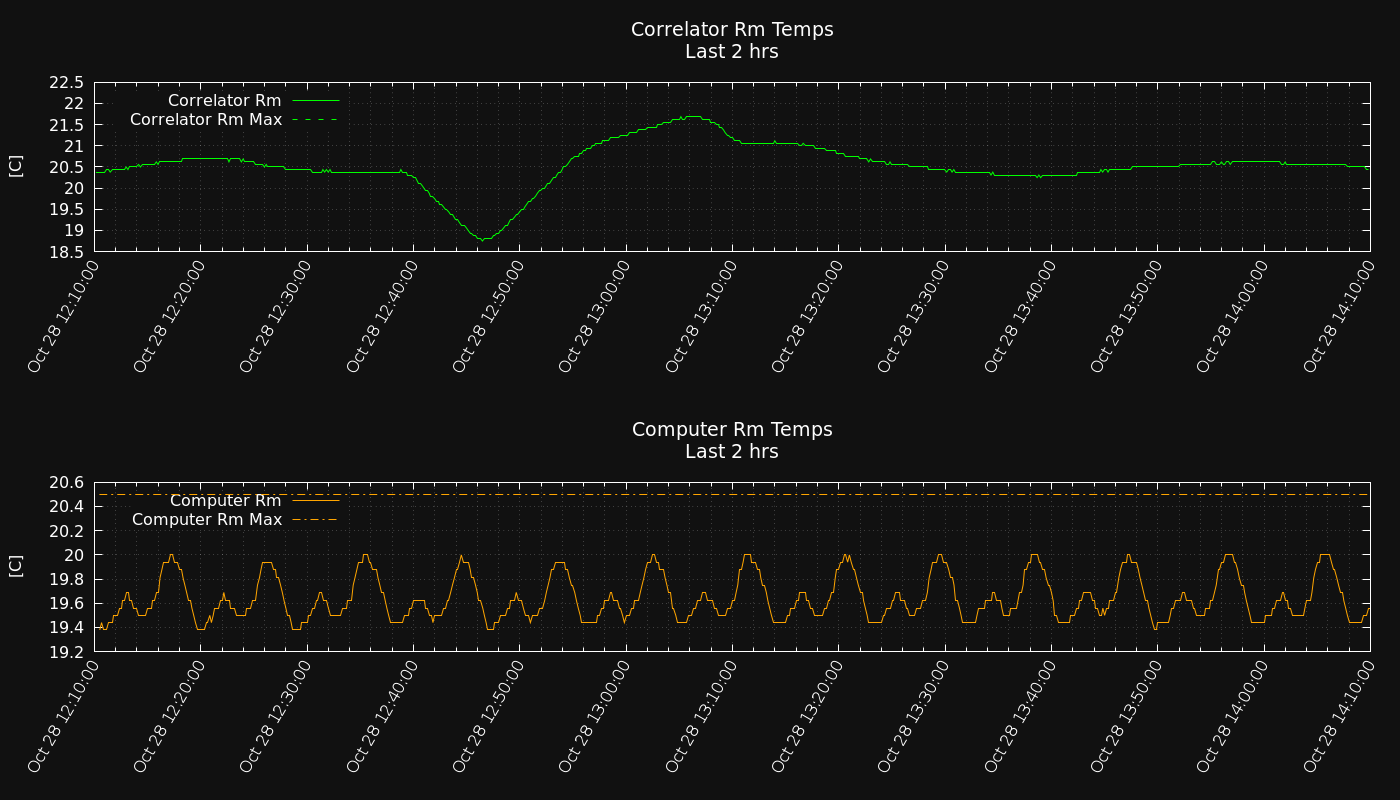 Correlator Rm Temps
Last 2 hrs
22.5
22
21.5
21
20.5
20
19.5
19
18.5
[C]
Correlator Rm
Correlator Rm Max
Oct 28 12:10:00
Oct 28 12:20:00
Oct 28 12:30:00
Oct 28 12:40:00
Oct 28 12:50:00
Oct 28 13:00:00
Oct 28 13:10:00
Oct 28 13:20:00
Oct 28 13:30:00
Oct 28 13:40:00
Oct 28 13:50:00
Oct 28 14:00:00
Oct 28 14:10:00
Computer Rm Temps
Last 2 hrs
20.6
20.4
20.2
20
19.8
19.6
19.4
19.2
[C]
Computer Rm
Computer Rm Max
Oct 28 12:10:00
Oct 28 12:20:00
Oct 28 12:30:00
Oct 28 12:40:00
Oct 28 12:50:00
Oct 28 13:00:00
Oct 28 13:10:00
Oct 28 13:20:00
Oct 28 13:30:00
Oct 28 13:40:00
Oct 28 13:50:00
Oct 28 14:00:00
Oct 28 14:10:00